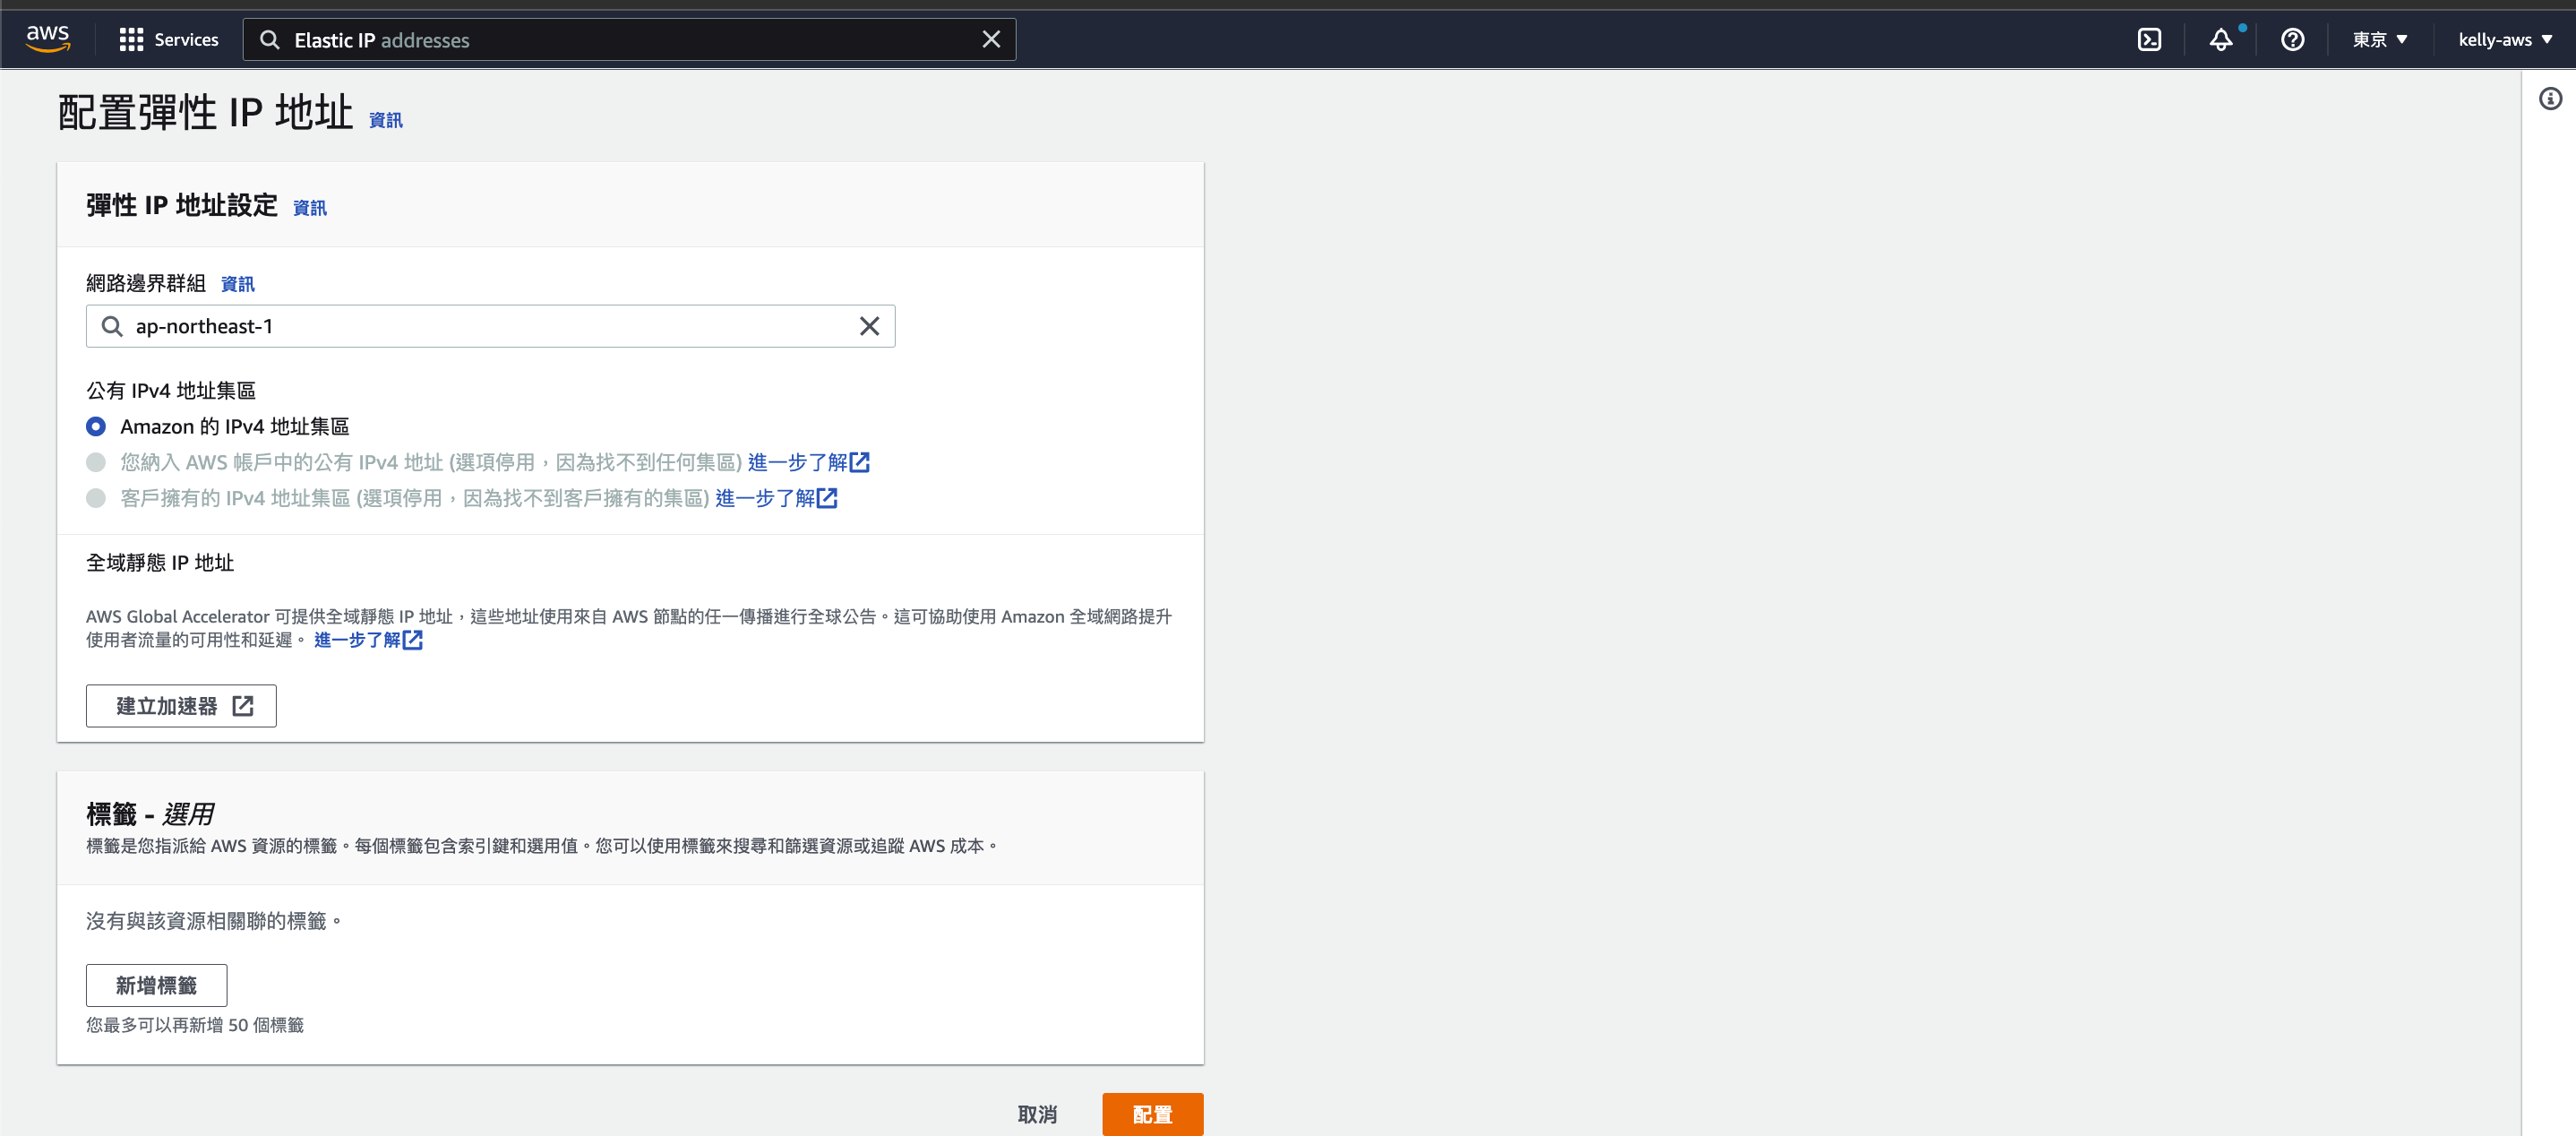 aws
Services
Elastic IP addresses
東京
kelly-aws
配置彈性 IP 地址 資訊
彈性 IP 地址設定 資訊
網路邊界群組 資訊
ap-northeast-1
公有 IPv4 地址集區
Amazon 的 IPv4 地址集區
您納入 AWS 帳戶中的公有 IPv4 地址 (選項停用，因為找不到任何集區) 進一步了解
客戶擁有的 IPv4 地址集區 (選項停用，因為找不到客戶擁有的集區) 進一步了解
全域靜態 IP 地址
AWS Global Accelerator 可提供全域靜態 IP 地址，這些地址使用來自 AWS 節點的任一傳播進行全球公告。這可協助使用 Amazon 全域網路提升
使用者流量的可用性和延遲。 進一步了解
建立加速器
標籤 - 選用
標籤是您指派給 AWS 資源的標籤。每個標籤包含索引鍵和選用值。您可以使用標籤來搜尋和篩選資源或追蹤 AWS 成本。
沒有與該資源相關聯的標籤。
新增標籤
您最多可以再新增 50 個標籤
取消
配置